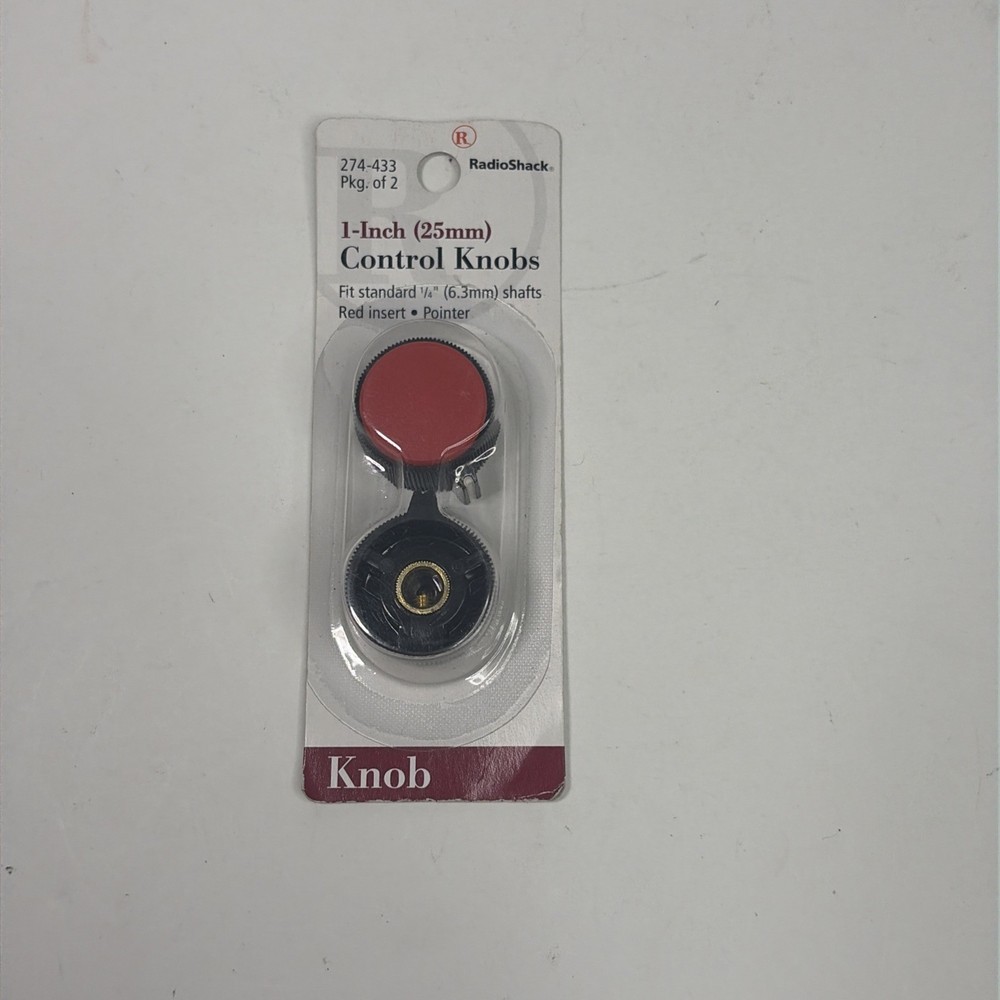 ®
274-433
RadioShack®
Pkg. of 2
1-Inch (25mm)
Control Knobs
Fit standard 1/4" (6.3mm) shafts
Red insert • Pointer
Knob